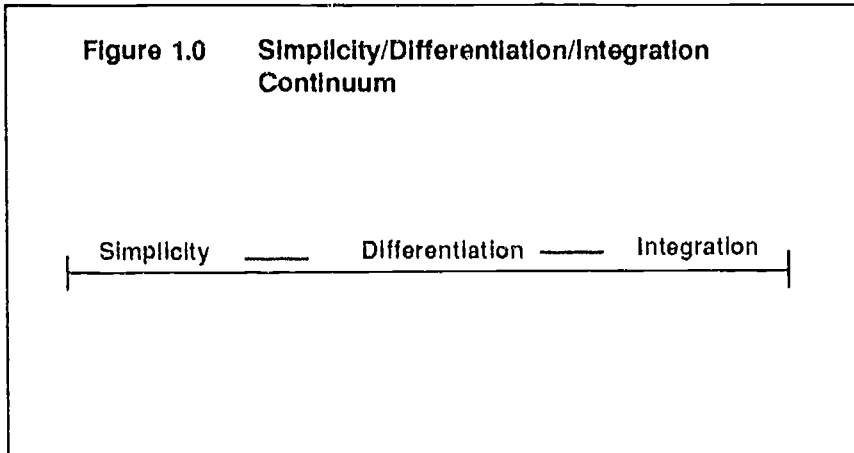 Figure 1.0 Simplicity/Differentiation/Integration
Continuum
Simplicity Differentiation Integration